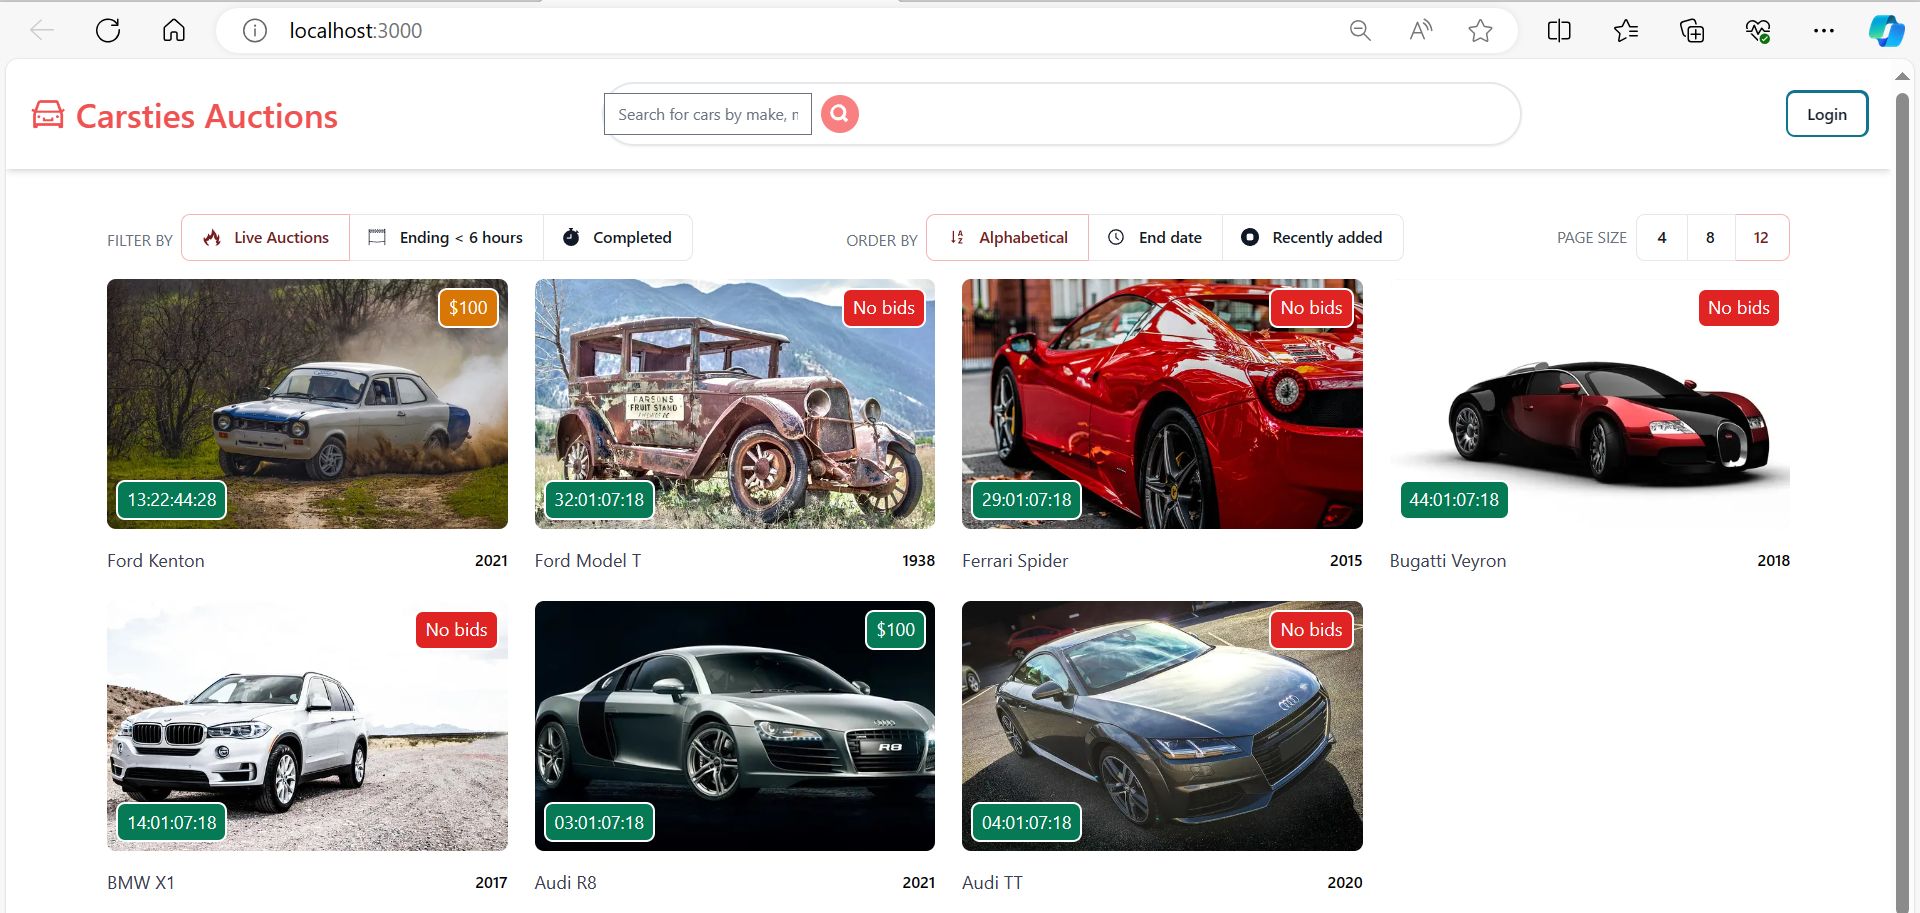 localhost:3000
Carsties Auctions
Search for cars by make, m
Login
FILTER BY Live Auctions Ending < 6 hours Completed
ORDER BY Alphabetical End date Recently added
PAGE SIZE 4 8 12
$100
13:22:44:28
Ford Kenton 2021
No bids
PARSONS
FRUIT STAND
32:01:07:18
Ford Model T 1938
No bids
29:01:07:18
Ferrari Spider 2015
No bids
44:01:07:18
Bugatti Veyron 2018
No bids
14:01:07:18
BMW X1 2017
$100
R8
03:01:07:18
Audi R8 2021
No bids
04:01:07:18
Audi TT 2020